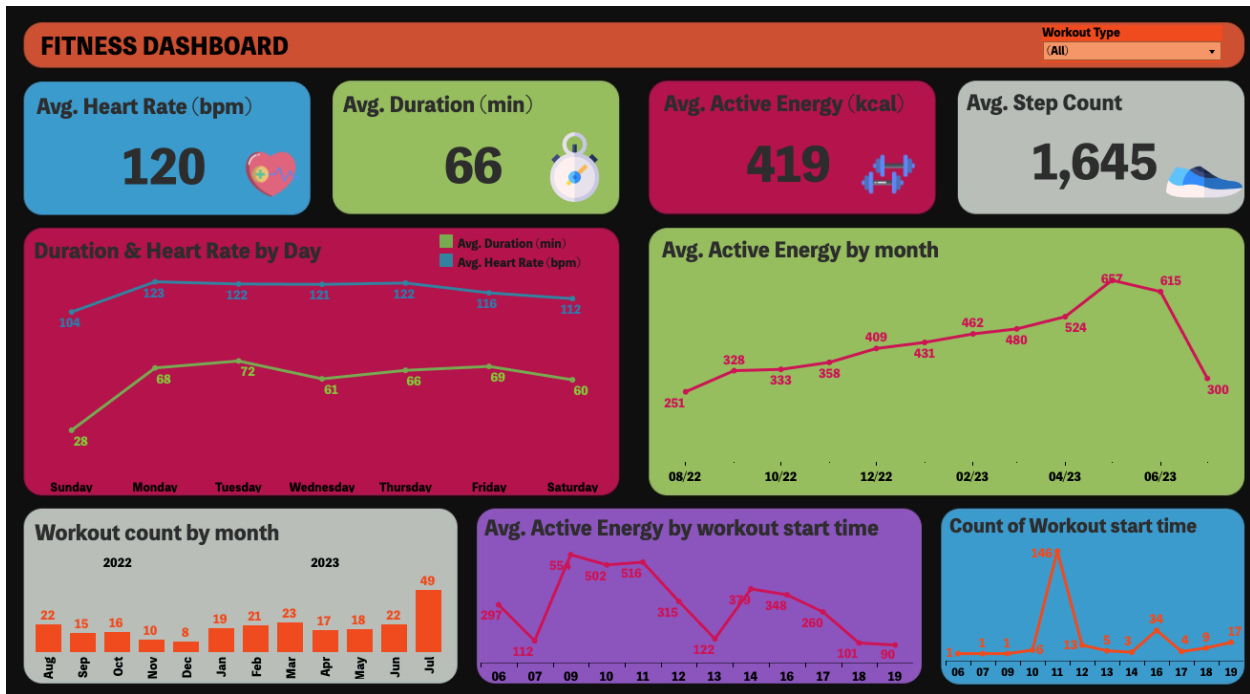 FITNESS DASHBOARD
Workout Type
(All)
Avg. Heart Rate (bpm)
120
Avg. Duration (min)
66
Avg. Active Energy (kcal)
419
Avg. Step Count
1,645
Duration & Heart Rate by Day
Avg. Duration (min)
Avg. Heart Rate (bpm)
104 123 122 121 122 116 112
28 68 72 61 66 69 60
Sunday Monday Tuesday Wednesday Thursday Friday Saturday
Avg. Active Energy by month
251 328 333 358 409 431 462 480 524 657 615 300
08/22 10/22 12/22 02/23 04/23 06/23
Workout count by month
2022 2023
22 15 16 10 8 19 21 23 17 18 22 49
Aug Sep Oct Nov Dec Jan Feb Mar Apr May Jun Jul
Avg. Active Energy by workout start time
297 112 554 502 516 315 122 379 348 260 101 90
06 07 09 10 11 12 13 14 16 17 18 19
Count of Workout start time
1 1 1 6 146 13 5 3 34 4 9 17
06 07 09 10 11 12 13 14 16 17 18 19